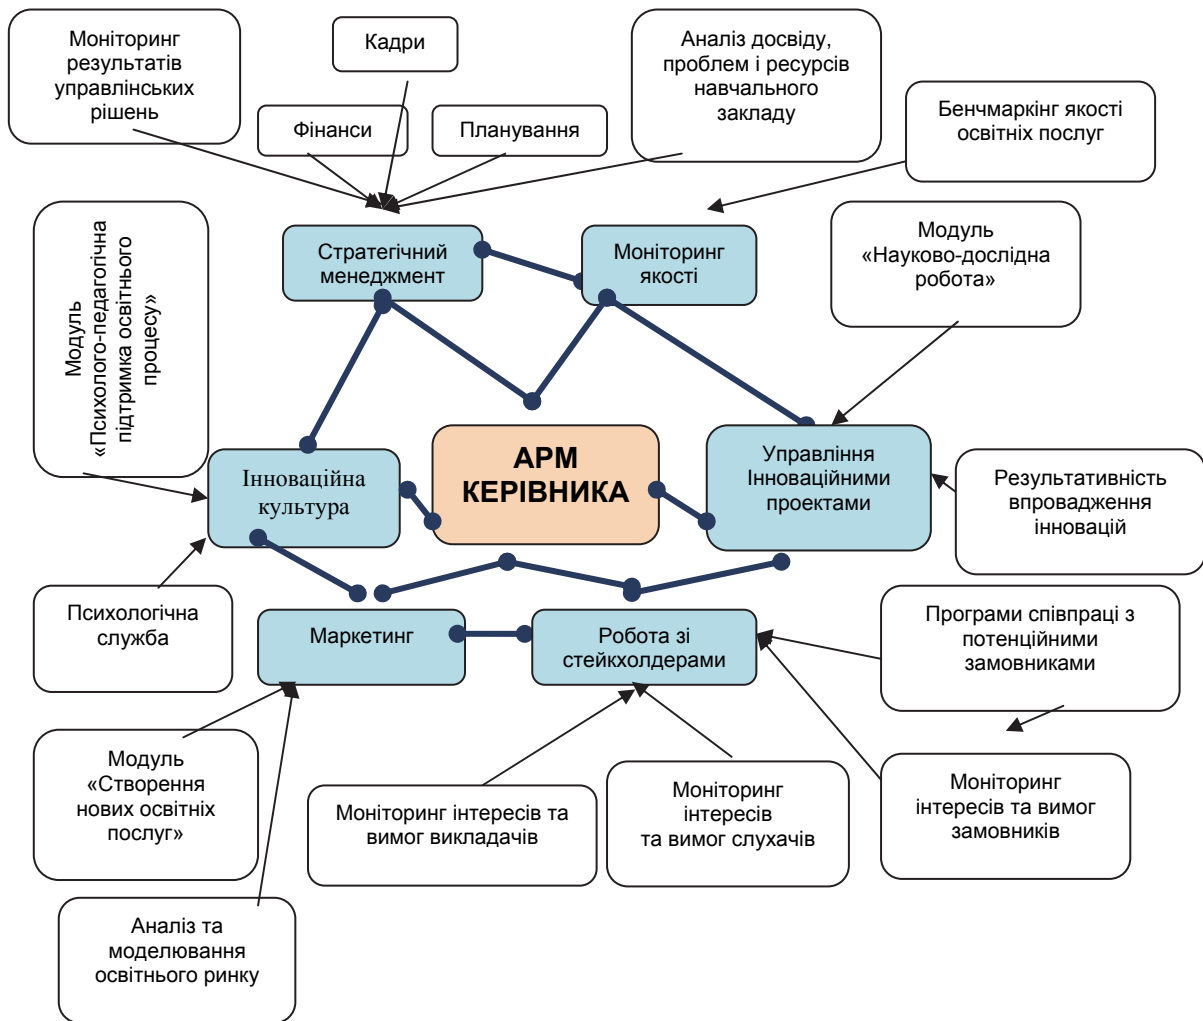 Моніторинг
результатів
управлінських
рішень
Кадри
Аналіз досвіду,
проблем і ресурсів
навчального
закладу
Бенчмаркінг якості
освітніх послуг
Фінанси
Планування
Модуль
«Психолого-педагогічна
підтримка освітнього
процесу»
Стратегічний
менеджмент
Моніторинг
якості
Модуль
«Науково-дослідна
робота»
Інноваційна
культура
АРМ
КЕРІВНИКА
Управління
Інноваційними
проектами
Результативність
впровадження
інновацій
Психологічна
служба
Маркетинг
Робота зі
стейкхолдерами
Програми співпраці з
потенційними
замовниками
Модуль
«Створення
нових освітніх
послуг»
Моніторинг інтересів та
вимог викладачів
Моніторинг
інтересів
та вимог слухачів
Моніторинг
інтересів та вимог
замовників
Аналіз та
моделювання
освітнього ринку